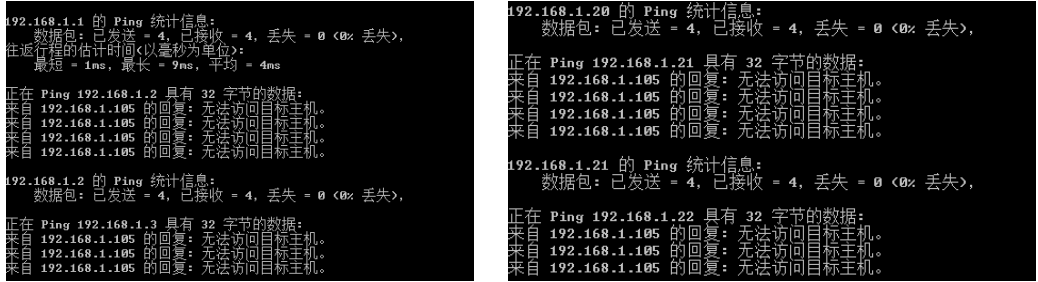 192.168.1.1 的 Ping 统计信息:
数据包: 已发送 = 4, 已接收 = 4, 丢失 = 0 (0% 丢失),
往返行程的估计时间(以毫秒为单位):
最短 = 1ms, 最长 = 9ms, 平均 = 4ms
正在 Ping 192.168.1.2 具有 32 字节的数据:
来自 192.168.1.105 的回复: 无法访问目标主机。
来自 192.168.1.105 的回复: 无法访问目标主机。
来自 192.168.1.105 的回复: 无法访问目标主机。
来自 192.168.1.105 的回复: 无法访问目标主机。
192.168.1.2 的 Ping 统计信息:
数据包: 已发送 = 4, 已接收 = 4, 丢失 = 0 (0% 丢失),
正在 Ping 192.168.1.3 具有 32 字节的数据:
来自 192.168.1.105 的回复: 无法访问目标主机。
来自 192.168.1.105 的回复: 无法访问目标主机。
来自 192.168.1.105 的回复: 无法访问目标主机。
192.168.1.20 的 Ping 统计信息:
数据包: 已发送 = 4, 已接收 = 4, 丢失 = 0 (0% 丢失),
正在 Ping 192.168.1.21 具有 32 字节的数据:
来自 192.168.1.105 的回复: 无法访问目标主机。
来自 192.168.1.105 的回复: 无法访问目标主机。
来自 192.168.1.105 的回复: 无法访问目标主机。
来自 192.168.1.105 的回复: 无法访问目标主机。
192.168.1.21 的 Ping 统计信息:
数据包: 已发送 = 4, 已接收 = 4, 丢失 = 0 (0% 丢失),
正在 Ping 192.168.1.22 具有 32 字节的数据:
来自 192.168.1.105 的回复: 无法访问目标主机。
来自 192.168.1.105 的回复: 无法访问目标主机。
来自 192.168.1.105 的回复: 无法访问目标主机。